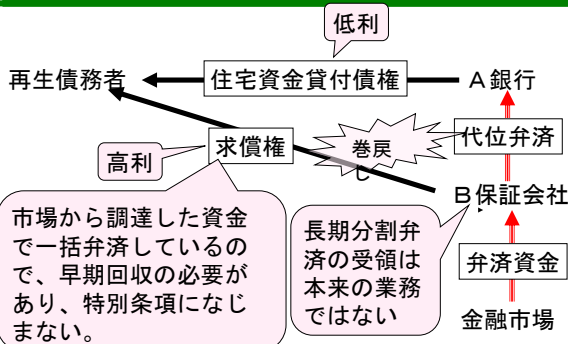 低利
再生債務者
住宅資金貸付債権
A銀行
高利
求償権
巻戻
し
代位弁済
B保証会社
市場から調達した資金
で一括弁済しているの
で、早期回収の必要が
あり、特別条項になじ
まない。
長期分割弁
済の受領は
本来の業務
ではない
弁済資金
金融市場